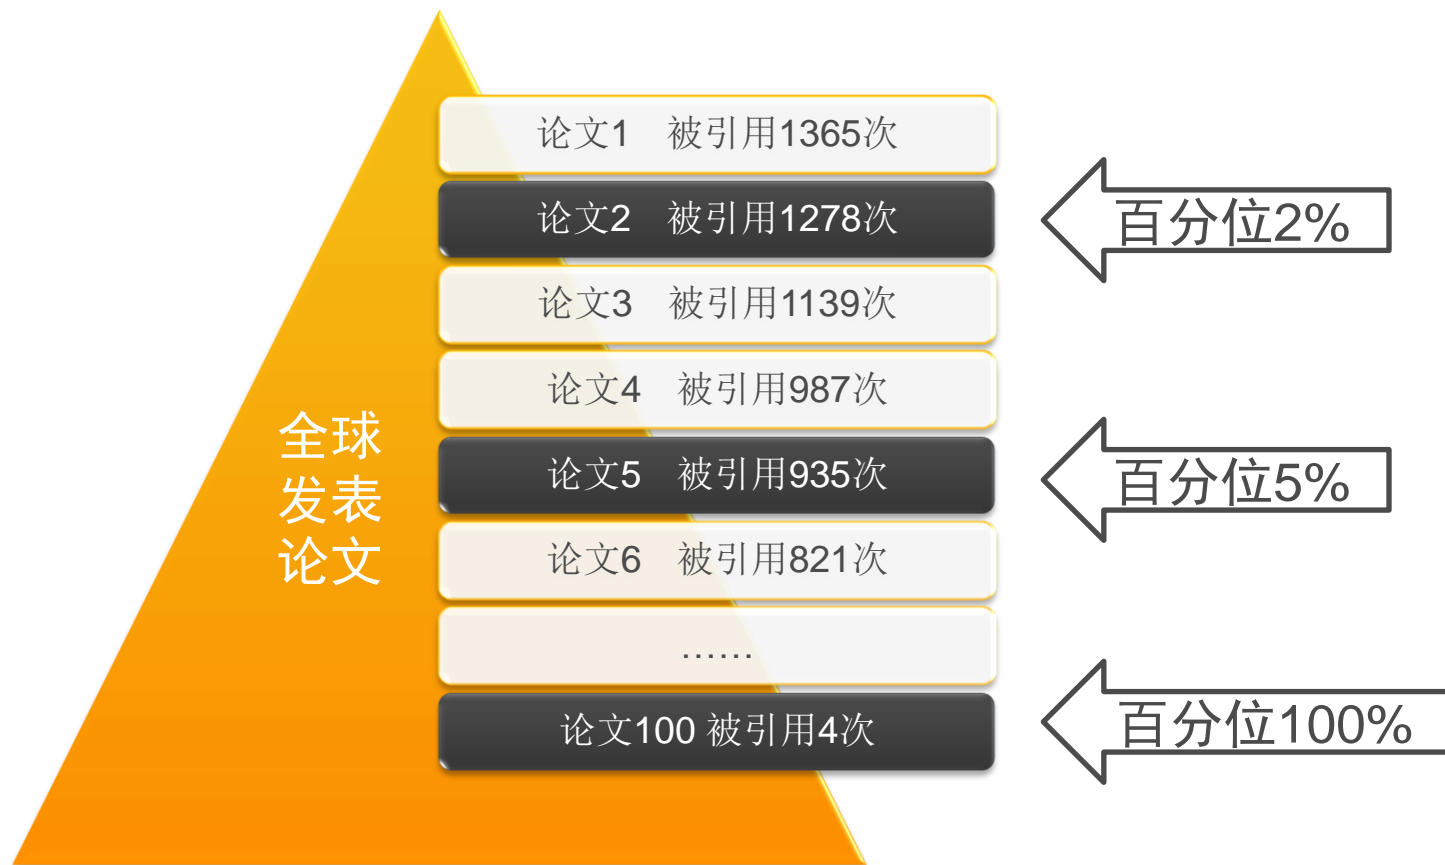 论文1 被引用1365次
论文2 被引用1278次
百分位2%
论文3 被引用1139次
论文4 被引用987次
全球
发表
论文
论文5 被引用935次
百分位5%
论文6 被引用821次
……
论文100 被引用4次
百分位100%